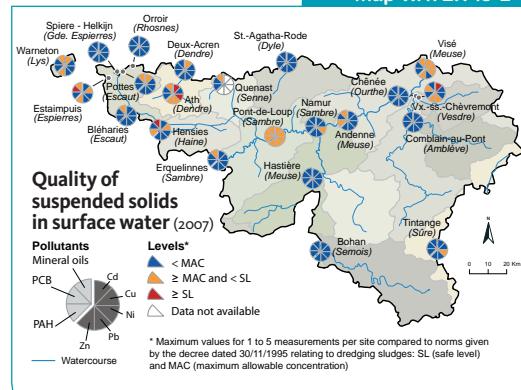 Spiere - Helkijn
(Gde. Espierres)
Orroir
(Rhosnes)
Warneton
(Lys)
Deux-Acren
(Dendre)
St.-Agatha-Rode
(Dyle)
Visé
(Meuse)
Chênée
(Ourthe)
Pottes
(Escaut)
Ath
(Dendre)
Quenast
(Senne)
Pont-de-Loup
(Sambre)
Namur
(Sambre)
Andenne
(Meuse)
Vx.-ss.-Chèvremont
(Vesdre)
Estaimpuis
(Espierres)
Bléharies
(Escaut)
Hensies
(Haine)
Comblain-au-Pont
(Amblève)
Erquelinnes
(Sambre)
Hastière
(Meuse)
Bohan
(Semois)
Tintange
(Sûre)
Quality of
suspended solids
in surface water (2007)
Pollutants
Mineral oils
PCB
PAH
Cd
Cu
Ni
Pb
Zn
Watercourse
Levels*
< MAC
≥ MAC and < SL
≥ SL
Data not available
N
0 10 20 Km
* Maximum values for 1 to 5 measurements per site compared to norms given
by the decree dated 30/11/1995 relating to dredging sludges: SL (safe level)
and MAC (maximum allowable concentration)